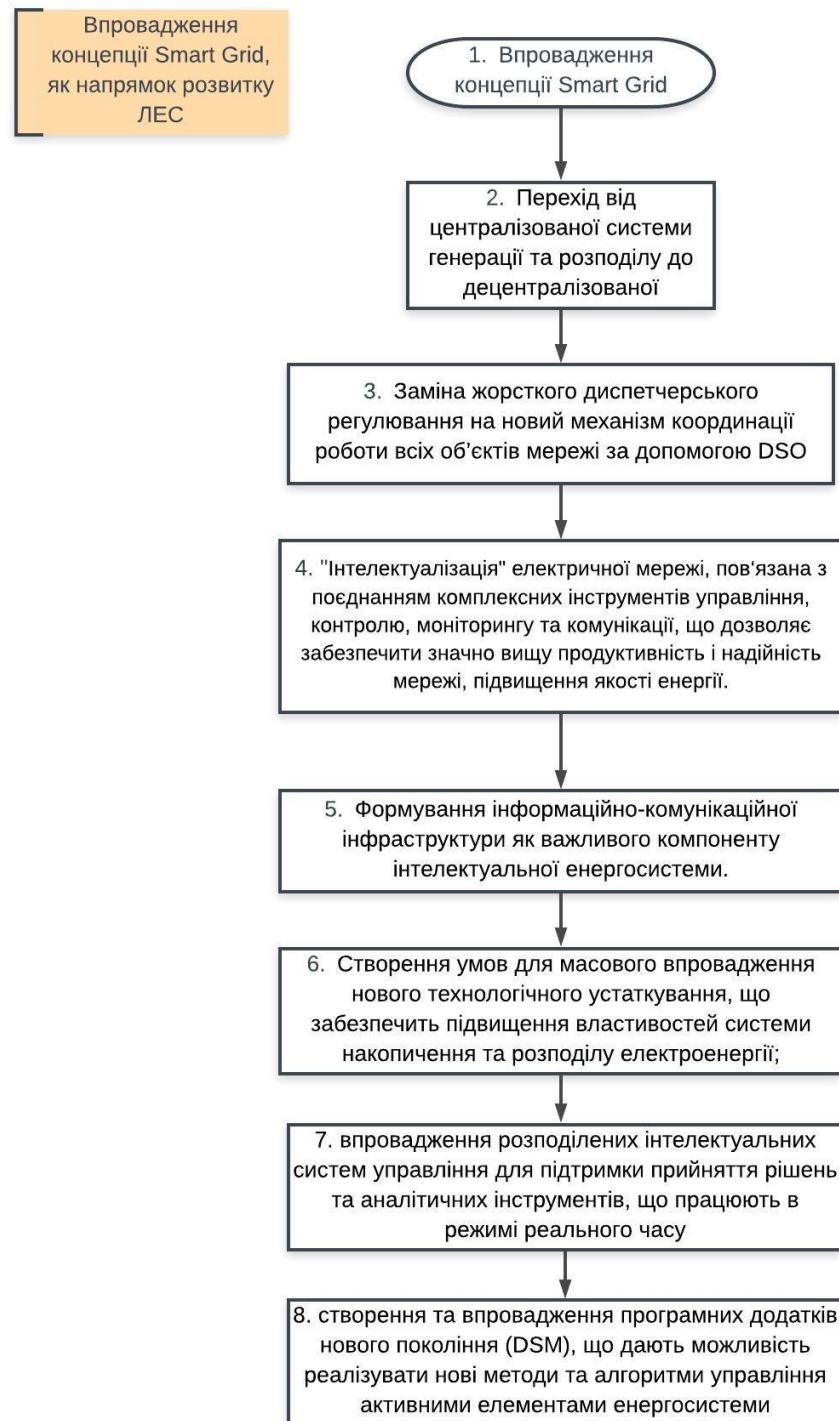 Впровадження
концепції Smart Grid,
як напрямок розвитку
ЛЕС
1. Впровадження
концепції Smart Grid
2. Перехід від
централізованої системи
генерації та розподілу до
децентралізованої
3. Заміна жорсткого диспетчерського
регулювання на новий механізм координації
роботи всіх об’єктів мережі за допомогою DSO
4. "Інтелектуалізація" електричної мережі, пов‘язана з
поєднанням комплексних інструментів управління,
контролю, моніторингу та комунікації, що дозволяє
забезпечити значно вищу продуктивність і надійність
мережі, підвищення якості енергії.
5. Формування інформаційно-комунікаційної
інфраструктури як важливого компоненту
інтелектуальної енергосистеми.
6. Створення умов для масового впровадження
нового технологічного устаткування, що
забезпечить підвищення властивостей системи
накопичення та розподілу електроенергії;
7. впровадження розподілених інтелектуальних
систем управління для підтримки прийняття рішень
та аналітичних інструментів, що працюють в
режимі реального часу
8. створення та впровадження програмних додатків
нового покоління (DSM), що дають можливість
реалізувати нові методи та алгоритми управління
активними елементами енергосистеми